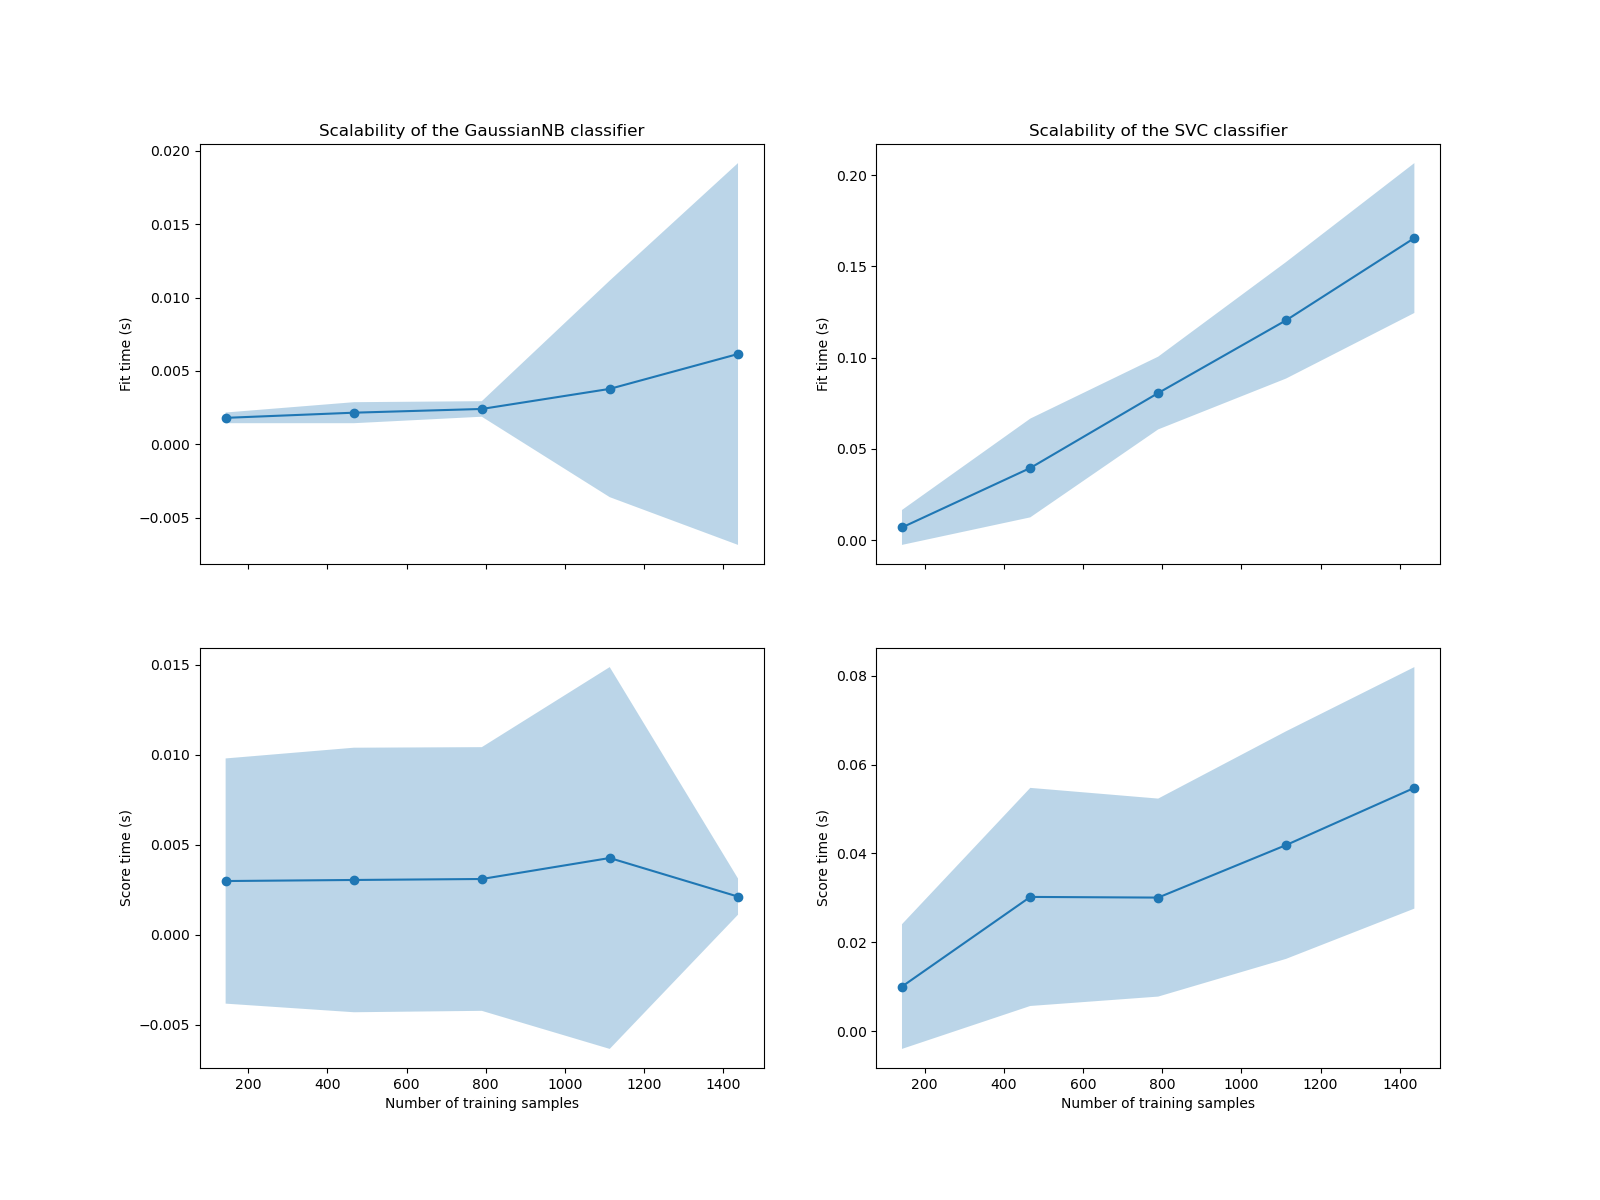 Scalability of the GaussianNB classifier
0.020
0.015
0.010
0.005
0.000
−0.005
Fit time (s)
Scalability of the SVC classifier
0.20
0.15
0.10
0.05
0.00
Fit time (s)
0.015
0.010
0.005
0.000
−0.005
Score time (s)
200 400 600 800 1000 1200 1400
Number of training samples
0.08
0.06
0.04
0.02
0.00
Score time (s)
200 400 600 800 1000 1200 1400
Number of training samples